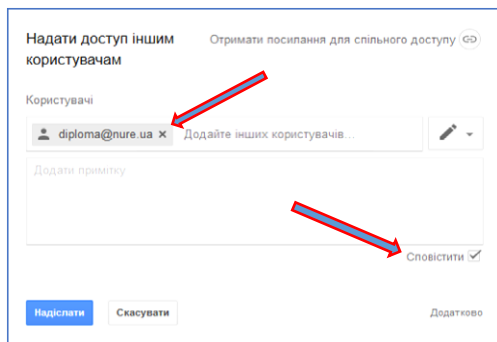 Надати доступ іншим користувачам
Отримати посилання для спільного доступу
Користувачі
diploma@nure.ua × Додайте інших користувачів...
Додати примітку
Сповістити
Надіслати Скасувати Додатково